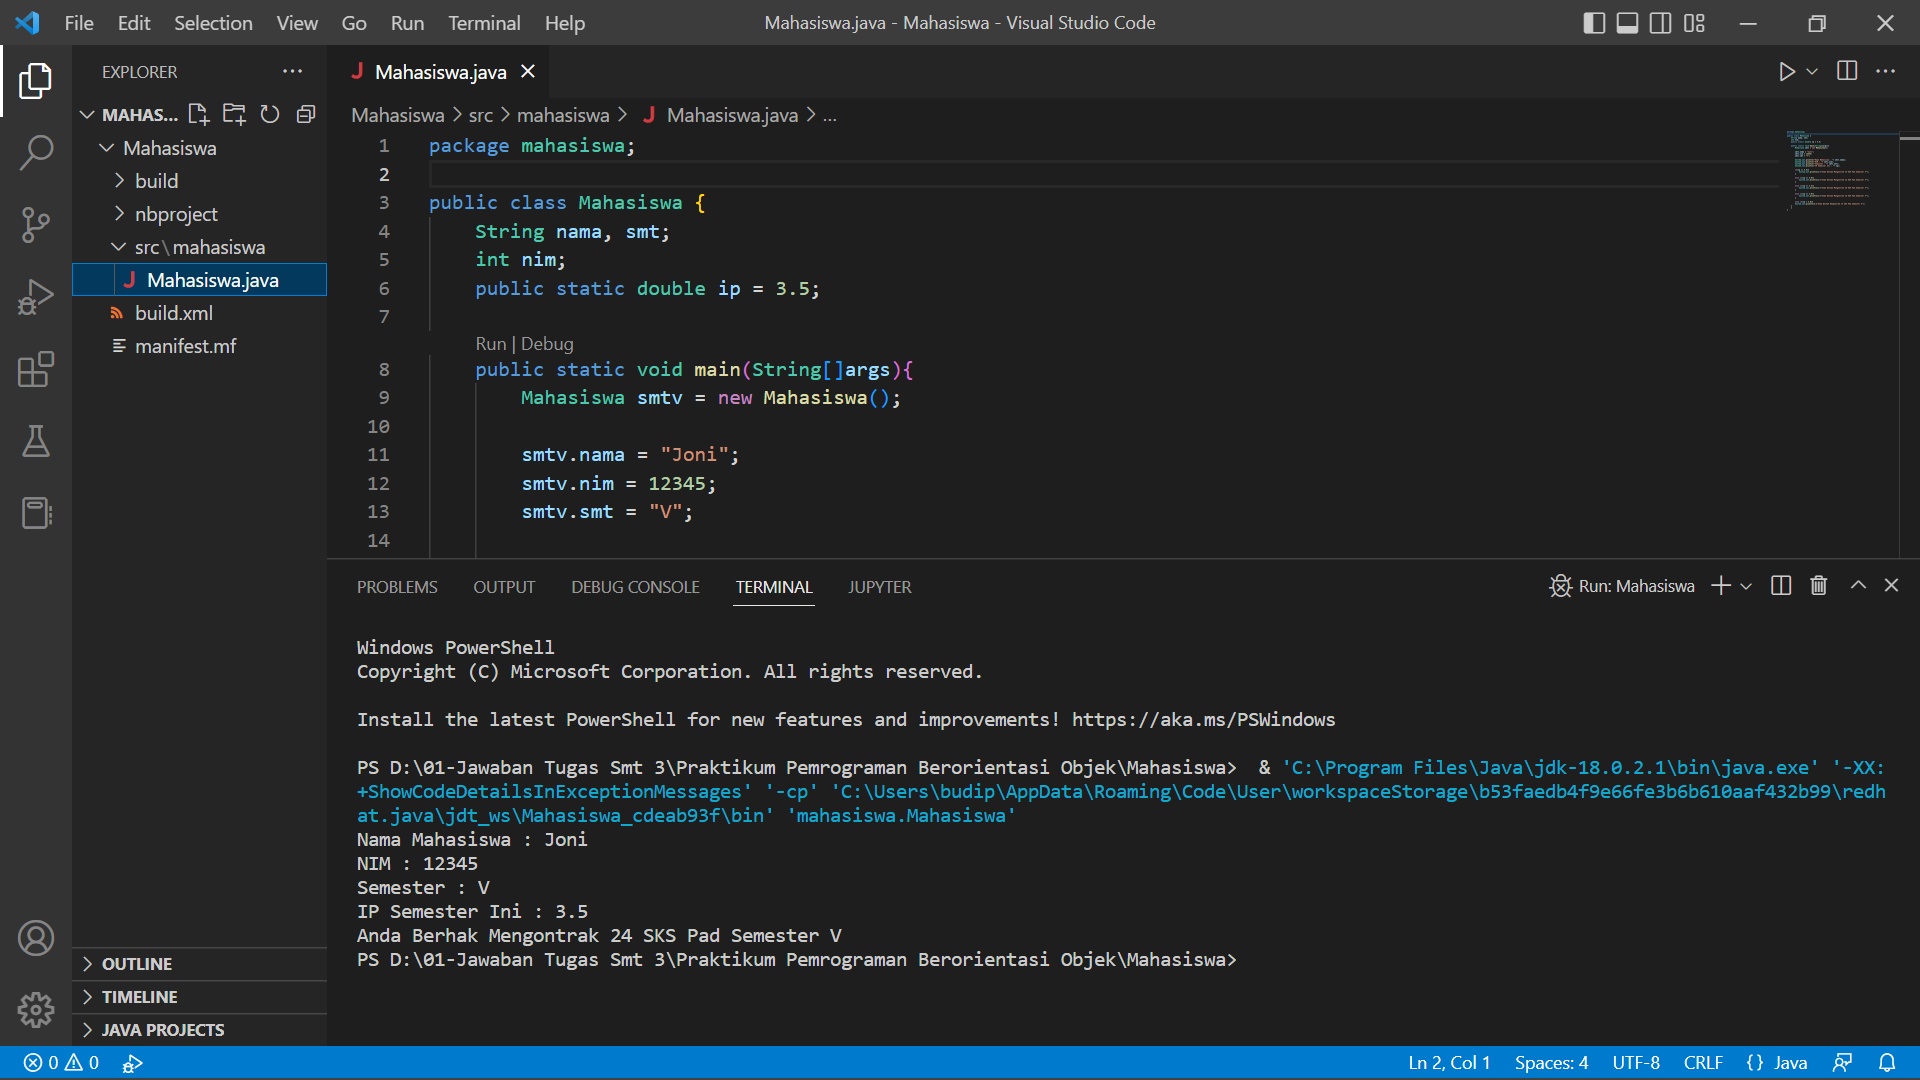 File Edit Selection View Go Run Terminal Help
Mahasiswa.java - Mahasiswa - Visual Studio Code
EXPLORER
MAHAS...
Mahasiswa
build
nbproject
src\mahasiswa
J Mahasiswa.java
build.xml
manifest.mf
OUTLINE
TIMELINE
JAVA PROJECTS
J Mahasiswa.java
Mahasiswa > src > mahasiswa > J Mahasiswa.java > ...
1 package mahasiswa;
2
3 public class Mahasiswa {
4 String nama, smt;
5 int nim;
6 public static double ip = 3.5;
7
Run | Debug
8 public static void main(String[]args){
9 Mahasiswa smtv = new Mahasiswa();
10
11 smtv.nama = "Joni";
12 smtv.nim = 12345;
13 smtv.smt = "V";
14
PROBLEMS OUTPUT DEBUG CONSOLE TERMINAL JUPYTER
Run: Mahasiswa
Windows PowerShell
Copyright (C) Microsoft Corporation. All rights reserved.
Install the latest PowerShell for new features and improvements! https://aka.ms/PSWindows
PS D:\01-Jawaban Tugas Smt 3\Praktikum Pemrograman Berorientasi Objek\Mahasiswa>  & 'C:\Program Files\Java\jdk-18.0.2.1\bin\java.exe' '-XX:
+ShowCodeDetailsInExceptionMessages' '-cp' 'C:\Users\budip\AppData\Roaming\Code\User\workspaceStorage\b53faedb4f9e66fe3b6b610aaf432b99\redh
at.java\jdt_ws\Mahasiswa_cdeab93f\bin' 'mahasiswa.Mahasiswa'
Nama Mahasiswa : Joni
NIM : 12345
Semester : V
IP Semester Ini : 3.5
Anda Berhak Mengontrak 24 SKS Pad Semester V
PS D:\01-Jawaban Tugas Smt 3\Praktikum Pemrograman Berorientasi Objek\Mahasiswa>
0 0
Ln 2, Col 1 Spaces: 4 UTF-8 CRLF {} Java